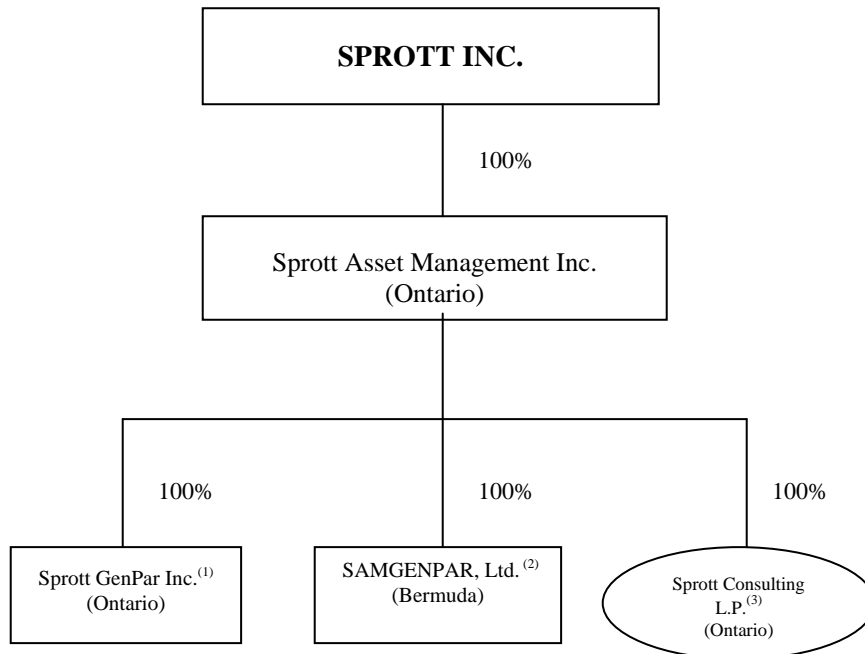 SPROTT INC.
100%
Sprott Asset Management Inc.
(Ontario)
100%
100%
100%
Sprott GenPar Inc.(1)
(Ontario)
SAMGENPAR, Ltd. (2)
(Bermuda)
Sprott Consulting
L.P.(3)
(Ontario)